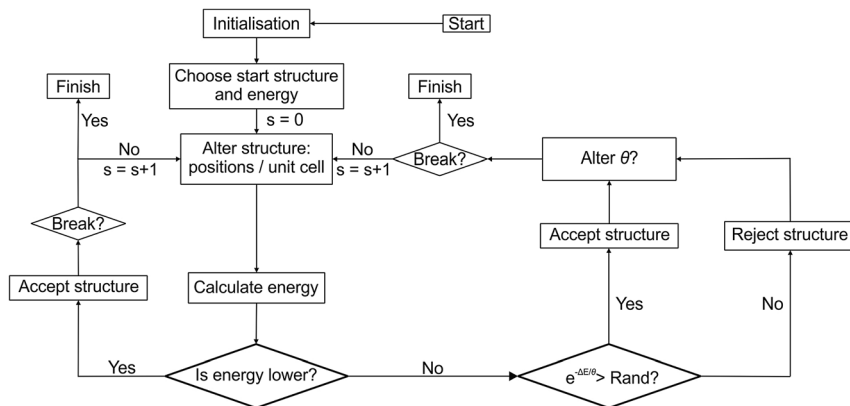 Initialisation
Start
Choose start structure
and energy
Finish
Finish
s = 0
Yes
Yes
Alter structure:
positions / unit cell
No
s = s+1
No
s = s+1
Break?
Alter θ?
Break?
Accept structure
Reject structure
Accept structure
Calculate energy
Yes
No
Yes
Is energy lower?
No
e^-ΔE/θ > Rand?